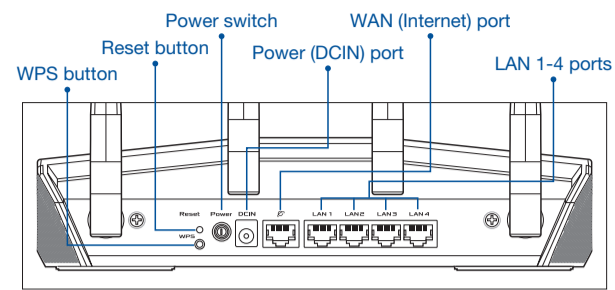 Power switch
WAN (Internet) port
Reset button
Power (DCIN) port
WPS button
LAN 1-4 ports
Reset Power DCIN LAN 1 LAN 2 LAN 3 LAN 4
WPS